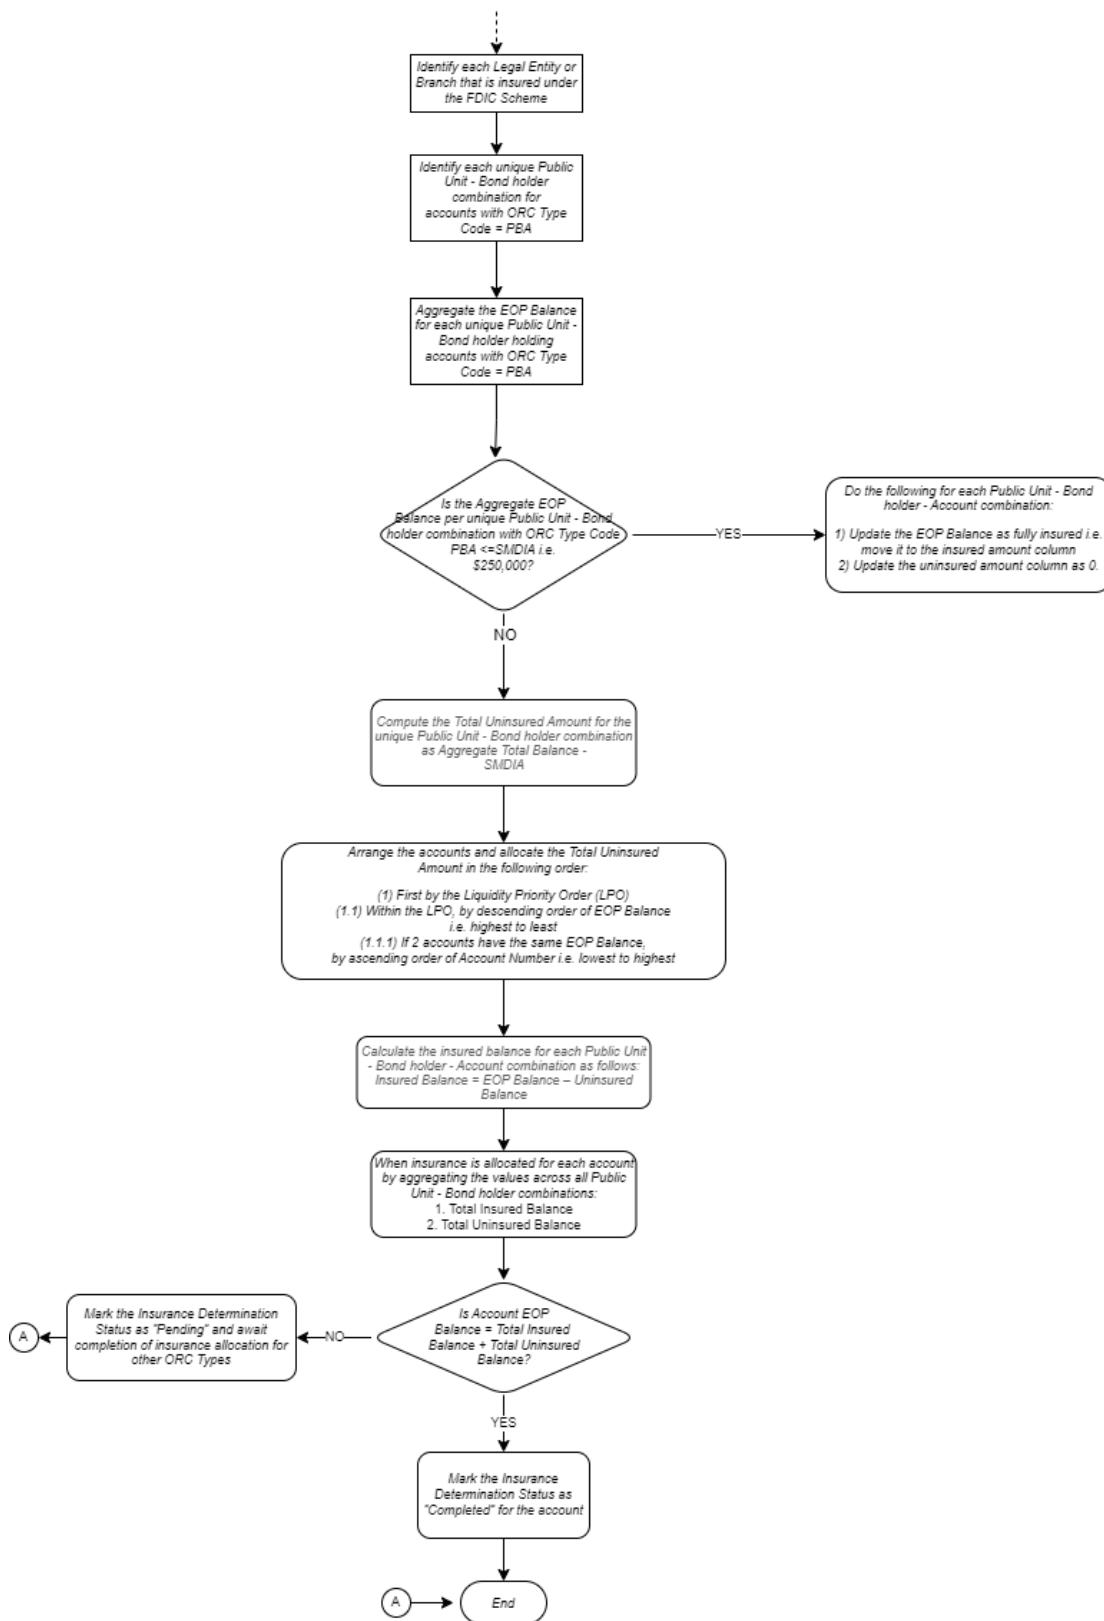 Identify each Legal Entity or
Branch that is insured under
the FDIC Scheme
Identify each unique Public
Unit - Bond holder
combination for
accounts with ORC Type
Code = PBA
Aggregate the EOP Balance
for each unique Public Unit -
Bond holder holding
accounts with ORC Type
Code = PBA
Is the Aggregate EOP
Balance per unique Public Unit - Bond
holder combination with ORC Type Code
PBA <=SMDIA i.e.
$250,000?
YES
Do the following for each Public Unit - Bond
holder - Account combination:
1) Update the EOP Balance as fully insured i.e.
move it to the insured amount column
2) Update the uninsured amount column as 0.
NO
Compute the Total Uninsured Amount for the
unique Public Unit - Bond holder combination
as Aggregate Total Balance -
SMDIA
Arrange the accounts and allocate the Total Uninsured
Amount in the following order:
(1) First by the Liquidity Priority Order (LPO)
(1.1) Within the LPO, by descending order of EOP Balance
i.e. highest to least
(1.1.1) If 2 accounts have the same EOP Balance,
by ascending order of Account Number i.e. lowest to highest
Calculate the insured balance for each Public Unit
- Bond holder - Account combination as follows:
Insured Balance = EOP Balance – Uninsured
Balance
When insurance is allocated for each account
by aggregating the values across all Public
Unit - Bond holder combinations:
1. Total Insured Balance
2. Total Uninsured Balance
Is Account EOP
Balance = Total Insured
Balance + Total Uninsured
Balance?
NO
Mark the Insurance Determination
Status as "Pending" and await
completion of insurance allocation for
other ORC Types
A
YES
Mark the Insurance
Determination Status as
"Completed" for the account
A
End